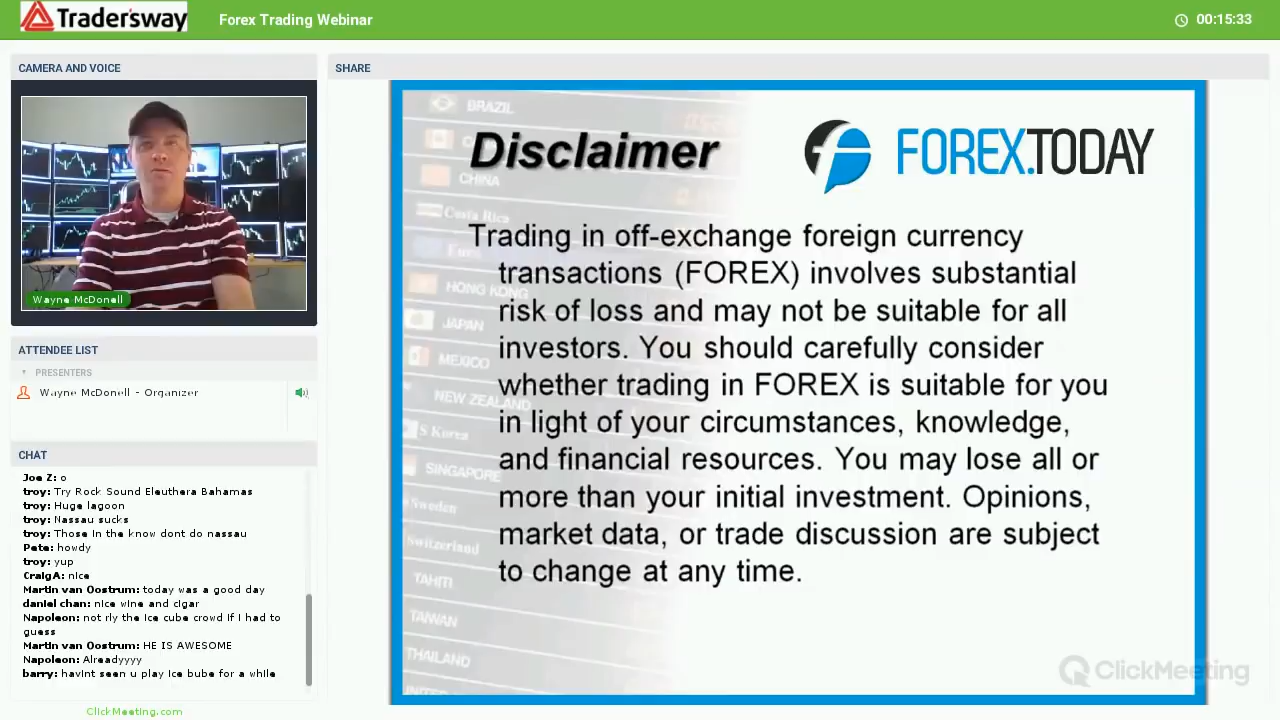 Trader'sway
Forex Trading Webinar
00:15:33
CAMERA AND VOICE
Wayne McDonell
ATTENDEE LIST
PRESENTERS
Wayne McDonell - Organizer
CHAT
Joe Z: o
troy: Try Rock Sound Eleuthera Bahamas
troy: Huge lagoon
troy: Nassau sucks
troy: Those in the know dont do nassau
Pete: howdy
troy: yup
CraigA: nice
Martin van Oostrum: today was a good day
daniel chan: nice wine and cigar
Napoleon: not rly the ice cube crowd if I had to
guess
Martin van Oostrum: HE IS AWESOME
Napoleon: Alreadyyyy
barry: havint seen u play ice bube for a while
ClickMeeting.com
SHARE
Disclaimer
FOREX.TODAY
Trading in off-exchange foreign currency
transactions (FOREX) involves substantial
risk of loss and may not be suitable for all
investors. You should carefully consider
whether trading in FOREX is suitable for you
in light of your circumstances, knowledge,
and financial resources. You may lose all or
more than your initial investment. Opinions,
market data, or trade discussion are subject
to change at any time.
BRAZIL
CHINA
Costa Rica
HONG KONG
JAPAN
MEXICO
NEW ZEALAND
S Korea
SINGAPORE
Sweden
Switzerland
TAHITI
TAIWAN
THAILAND
ClickMeeting